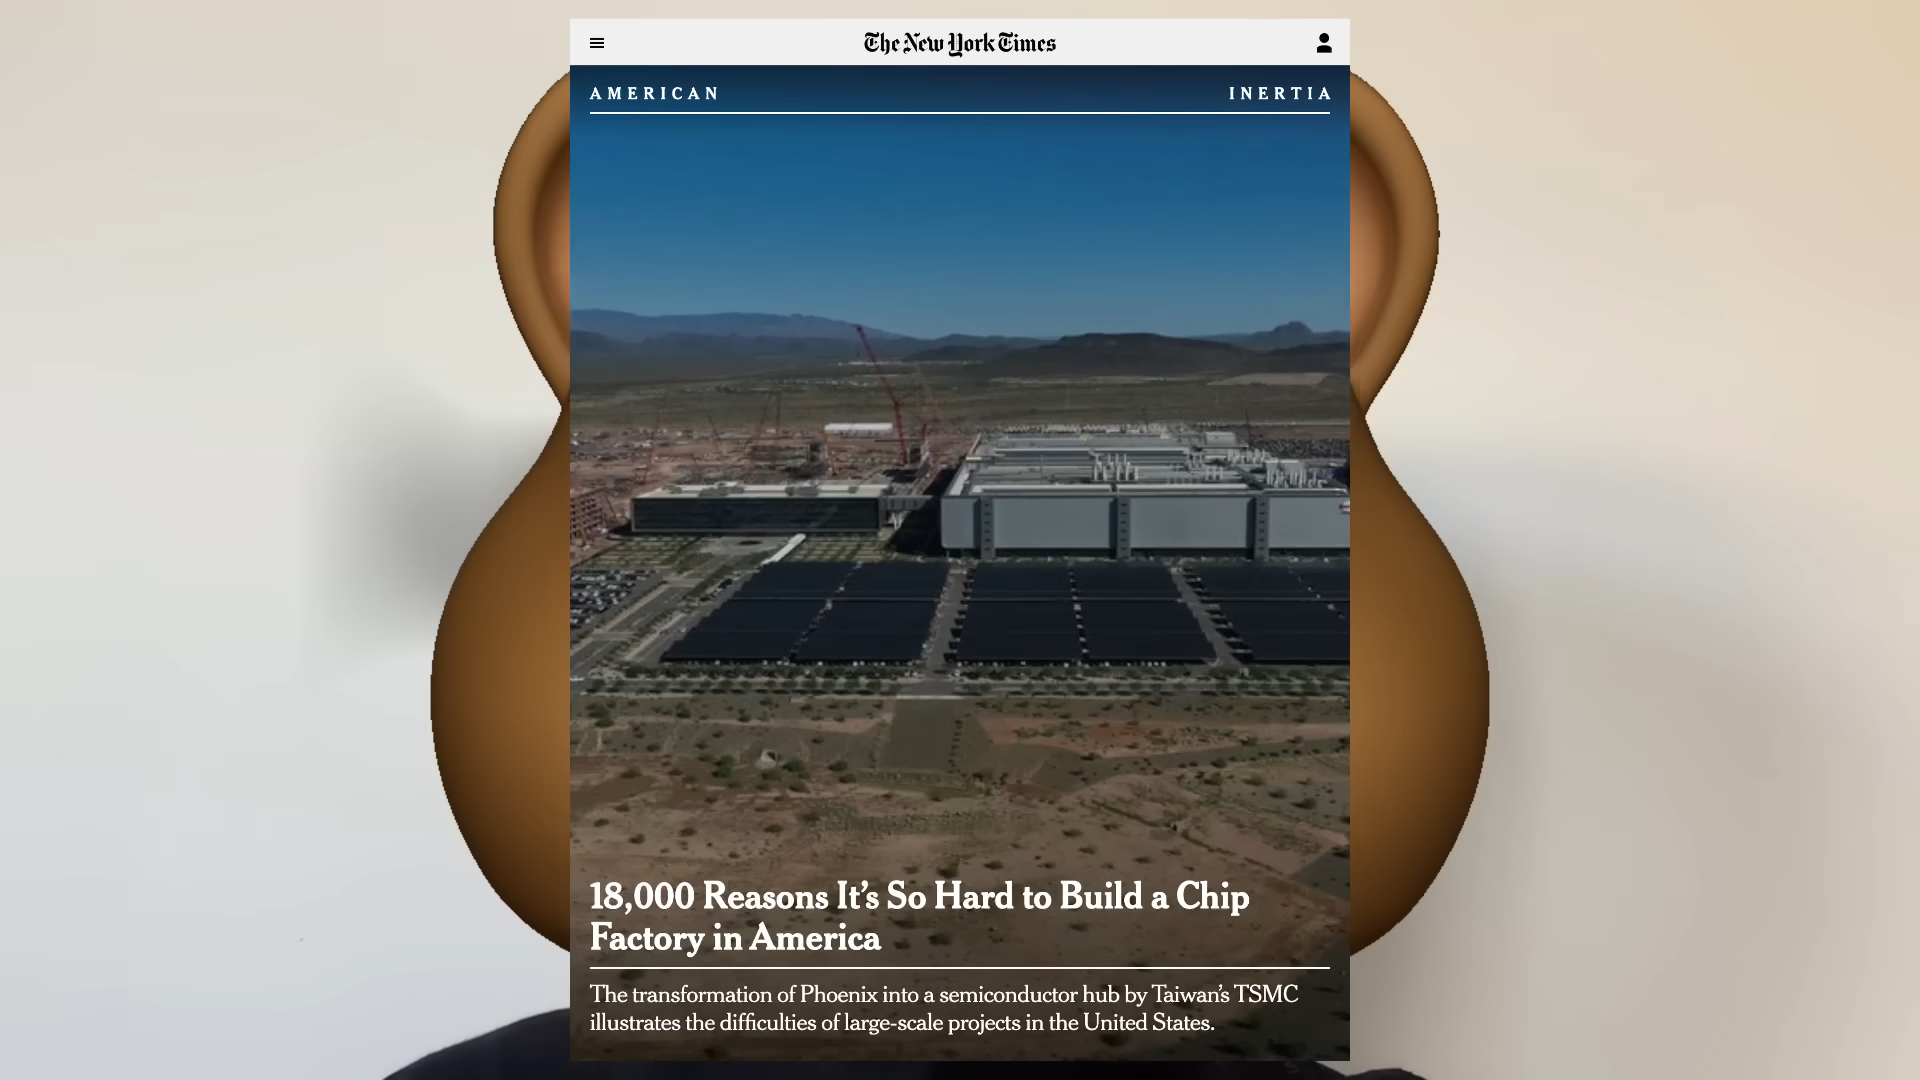 The New York Times
AMERICAN INERTIA
18,000 Reasons It’s So Hard to Build a Chip
Factory in America
The transformation of Phoenix into a semiconductor hub by Taiwan’s TSMC
illustrates the difficulties of large-scale projects in the United States.